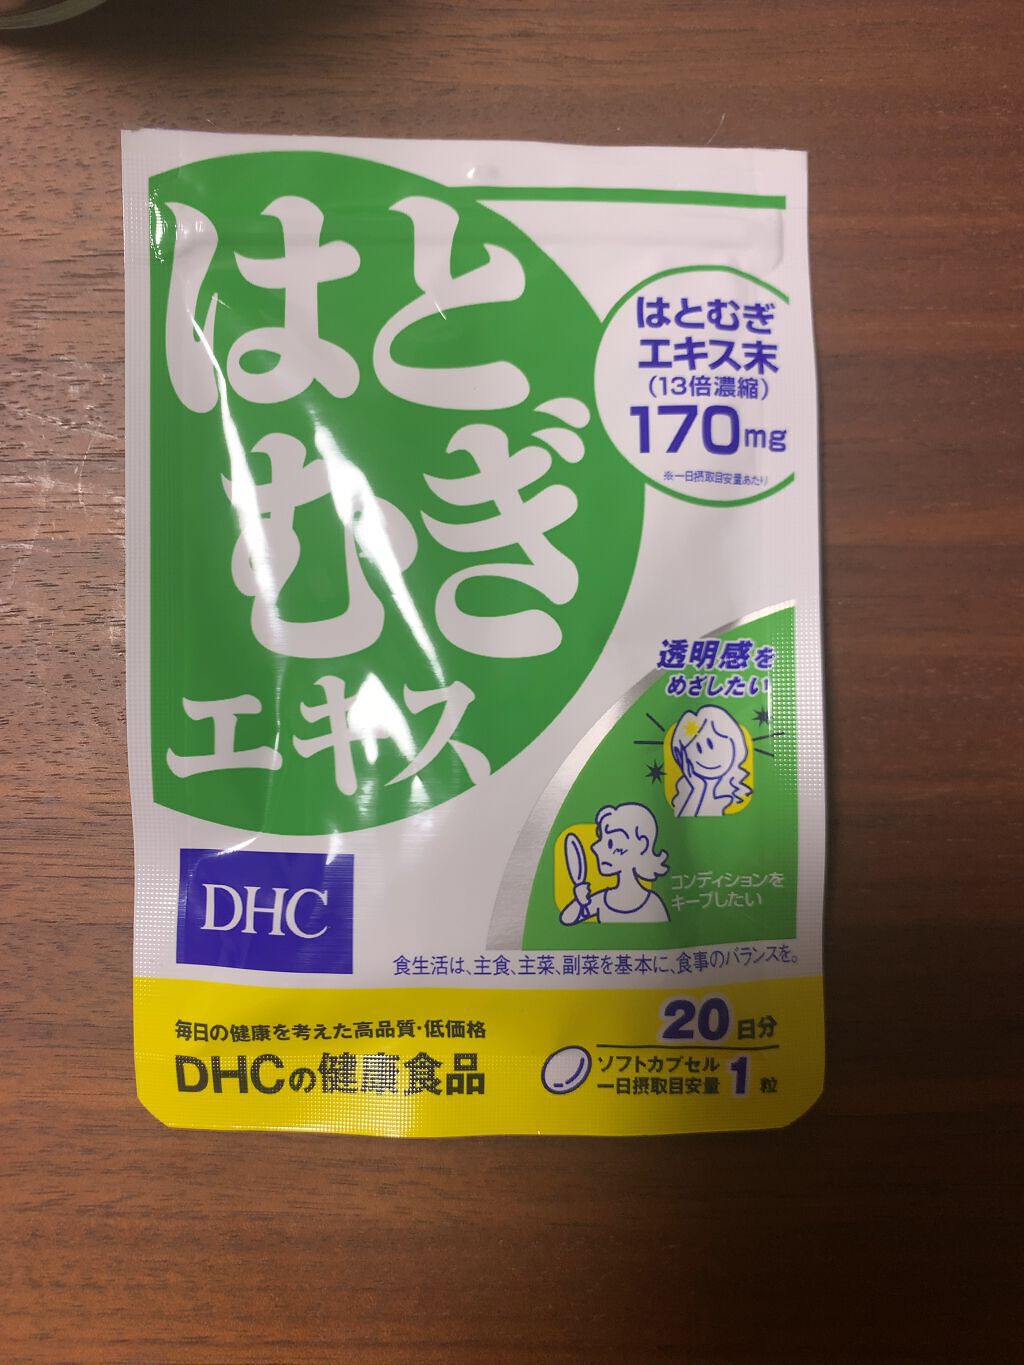 はと
むぎ
エキス
はとむぎ
エキス末
(13倍濃縮)
170mg
※一日摂取目安量あたり
透明感を
めざしたい
コンディションを
キープしたい
DHC
食生活は、主食、主菜、副菜を基本に、食事のバランスを。
毎日の健康を考えた高品質・低価格
DHCの健康食品
20日分
ソフトカプセル
一日摂取目安量 1粒